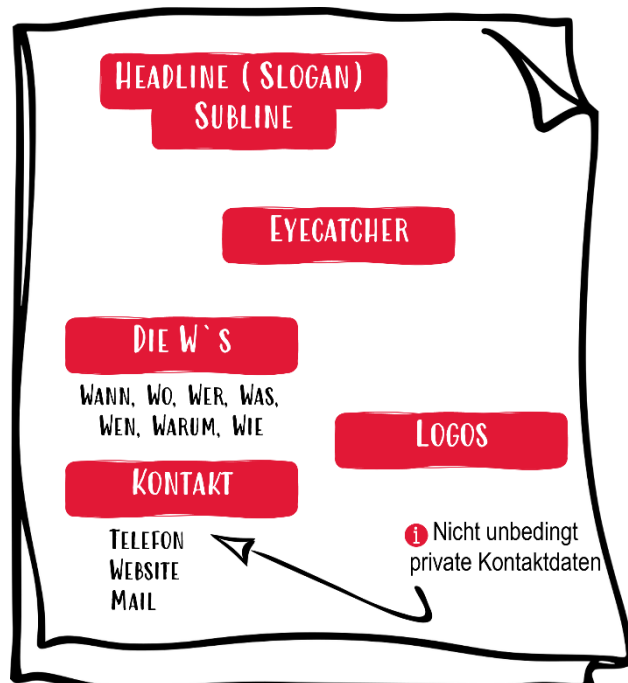 HEADLINE ( SLOGAN)
SUBLINE
EYECATCHER
DIE W`S
WANN, WO, WER, WAS,
WEN, WARUM, WIE
LOGOS
KONTAKT
TELEFON
WEBSITE
MAIL
i Nicht unbedingt
private Kontaktdaten